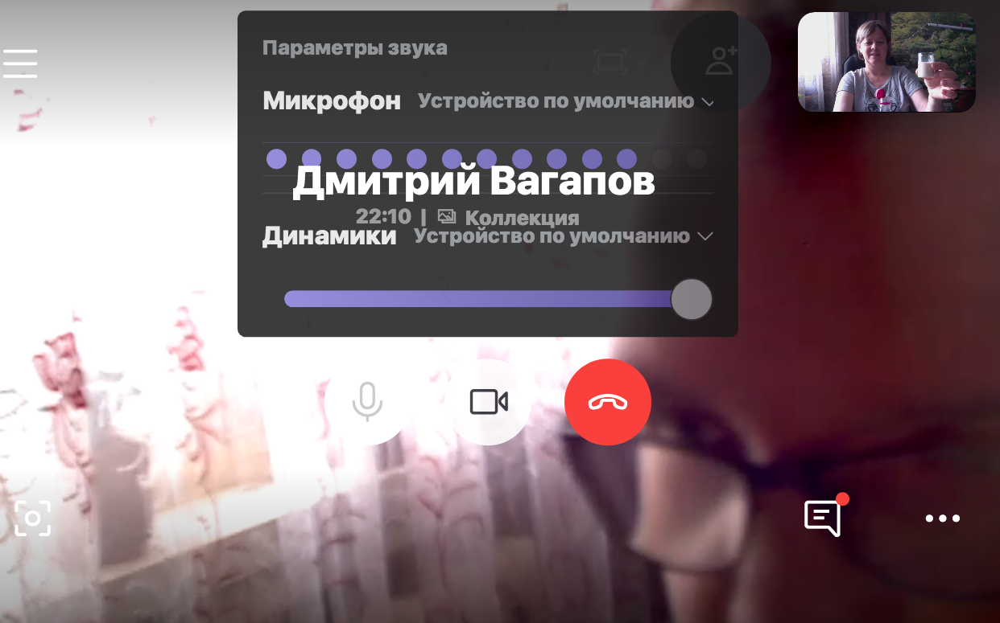 Параметры звука
Микрофон Устройство по умолчанию
Дмитрий Вагапов
22:10 | Коллекция
Динамики Устройство по умолчанию